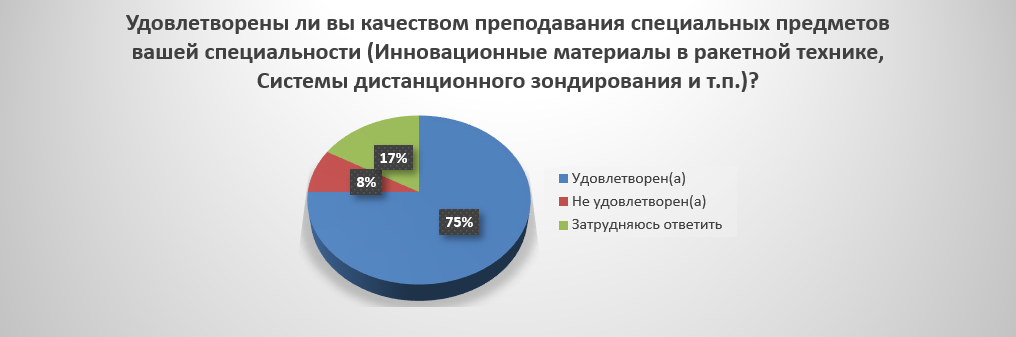 Удовлетворены ли вы качеством преподавания специальных предметов
вашей специальности (Инновационные материалы в ракетной технике,
Системы дистанционного зондирования и т.п.)?
17%
8%
75%
Удовлетворен(а)
Не удовлетворен(а)
Затрудняюсь ответить